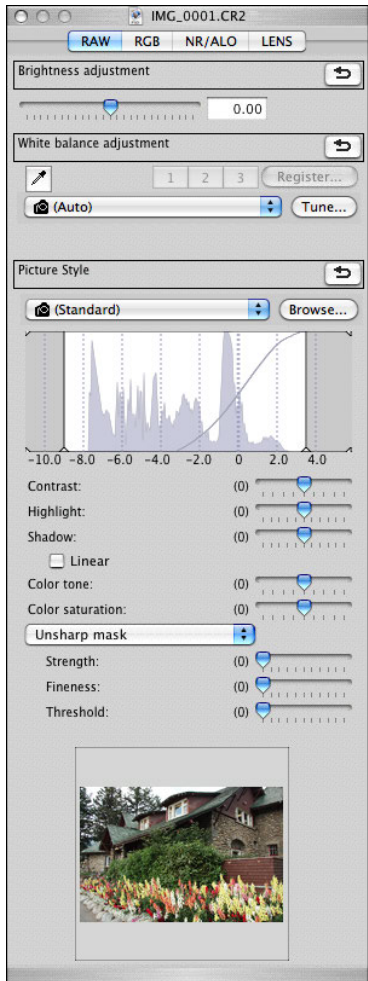 IMG_0001.CR2
RAW RGB NR/ALO LENS
Brightness adjustment
0.00
White balance adjustment
1 2 3 Register...
(Auto) Tune...
Picture Style
(Standard) Browse...
-10.0 -8.0 -6.0 -4.0 -2.0 0 2.0 4.0
Contrast: (0)
Highlight: (0)
Shadow: (0)
Linear
Color tone: (0)
Color saturation: (0)
Unsharp mask
Strength: (0)
Fineness: (0)
Threshold: (0)